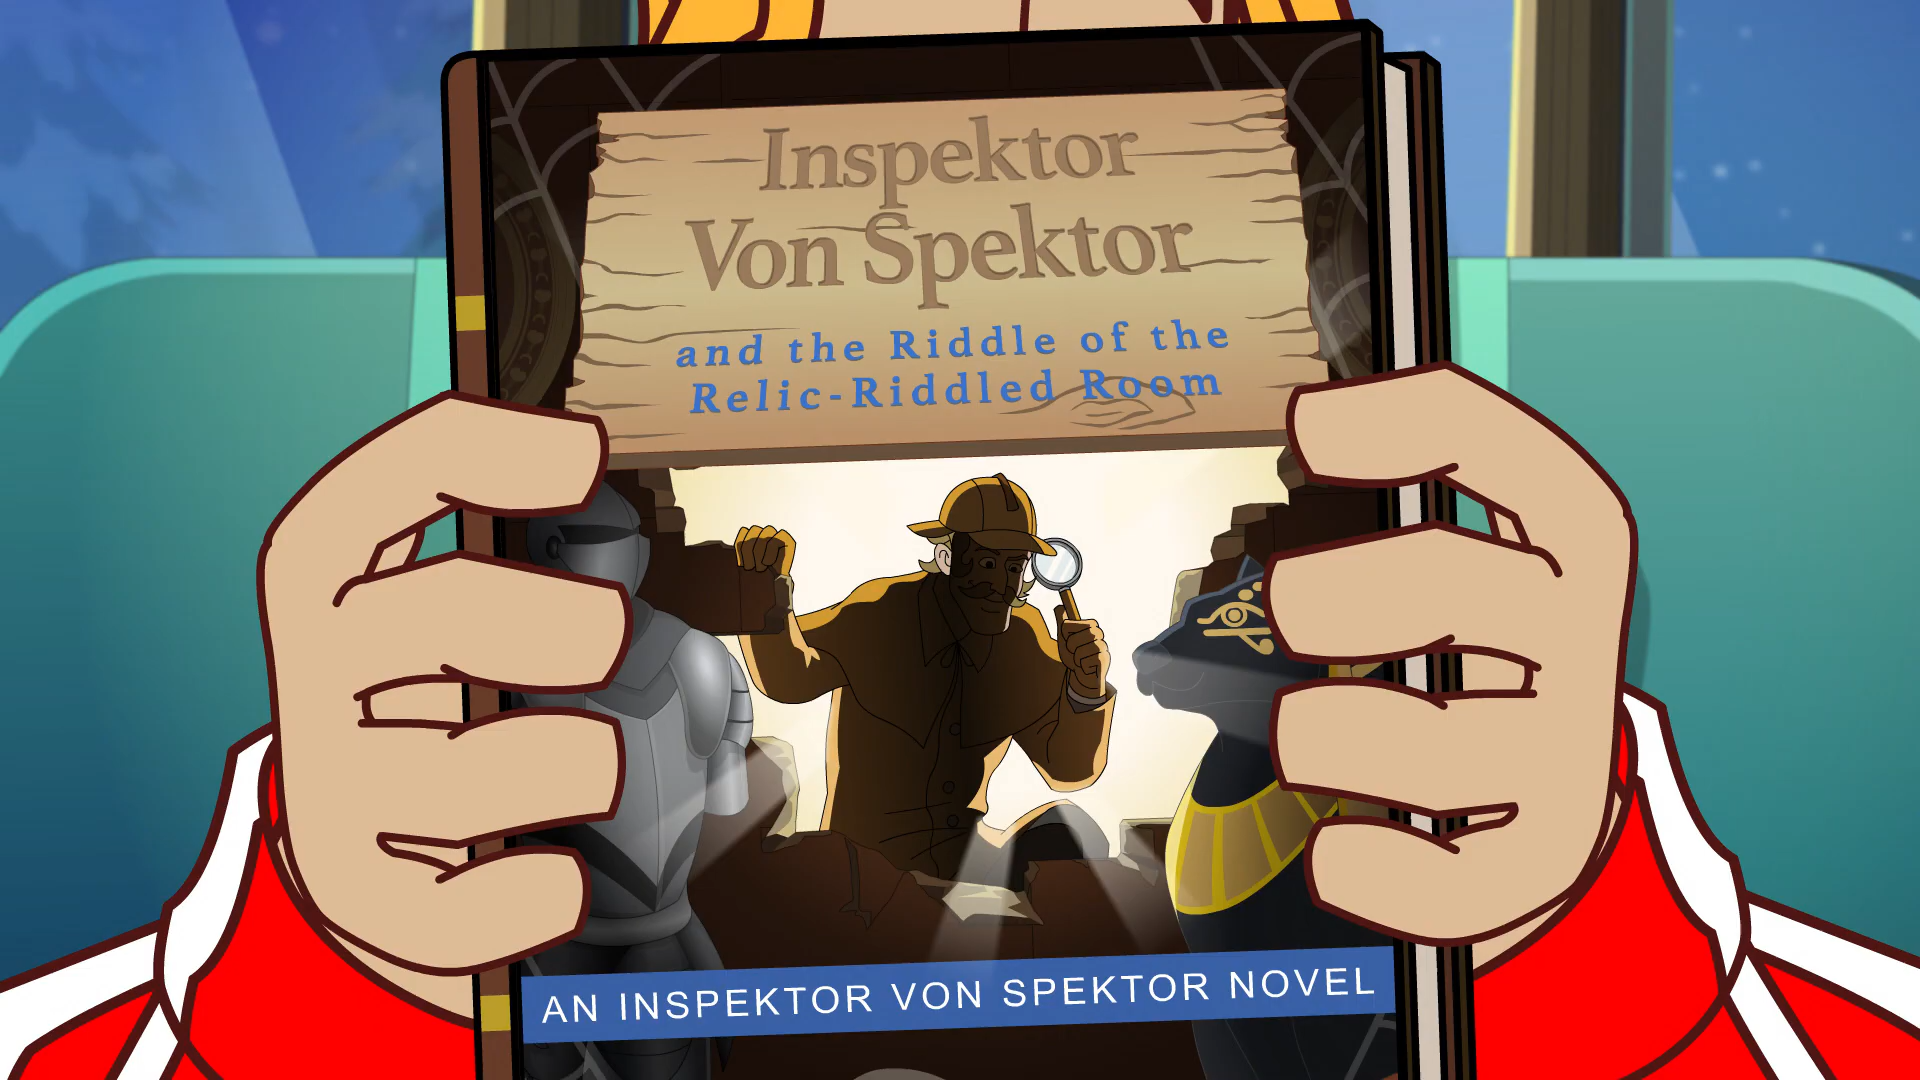 Inspektor
Von Spektor
and the Riddle of the
Relic-Riddled Room
AN INSPEKTOR VON SPEKTOR NOVEL